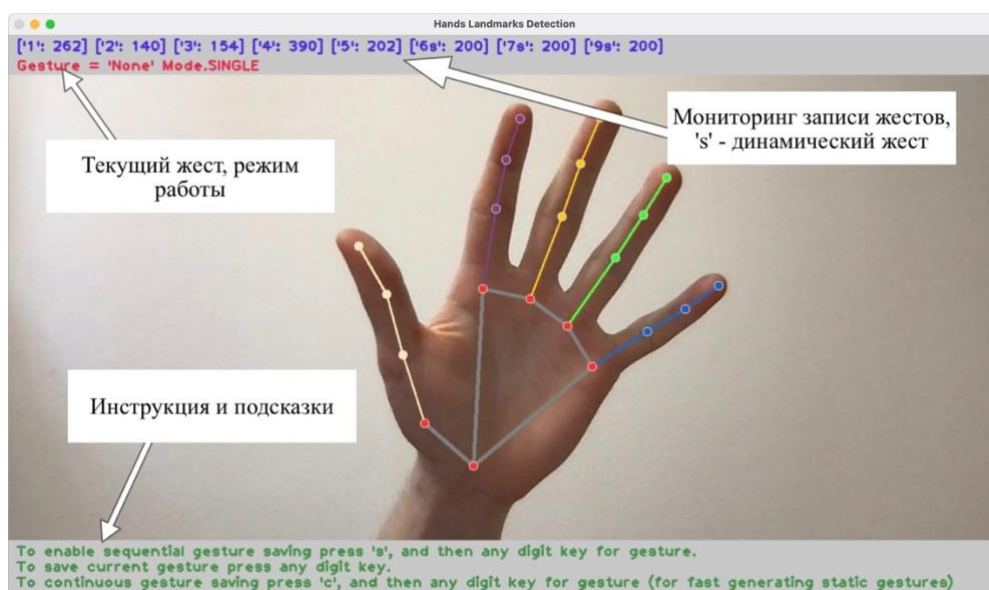 Hands Landmarks Detection
['1': 262] ['2': 140] ['3': 154] ['4': 390] ['5': 202] ['6s': 200] ['7s': 200] ['9s': 200]
Gesture = 'None' Mode.SINGLE
Мониторинг записи жестов,
's' - динамический жест
Текущий жест, режим
работы
Инструкция и подсказки
To enable sequential gesture saving press 's', and then any digit key for gesture.
To save current gesture press any digit key.
To continuous gesture saving press 'c', and then any digit key for gesture (for fast generating static gestures)